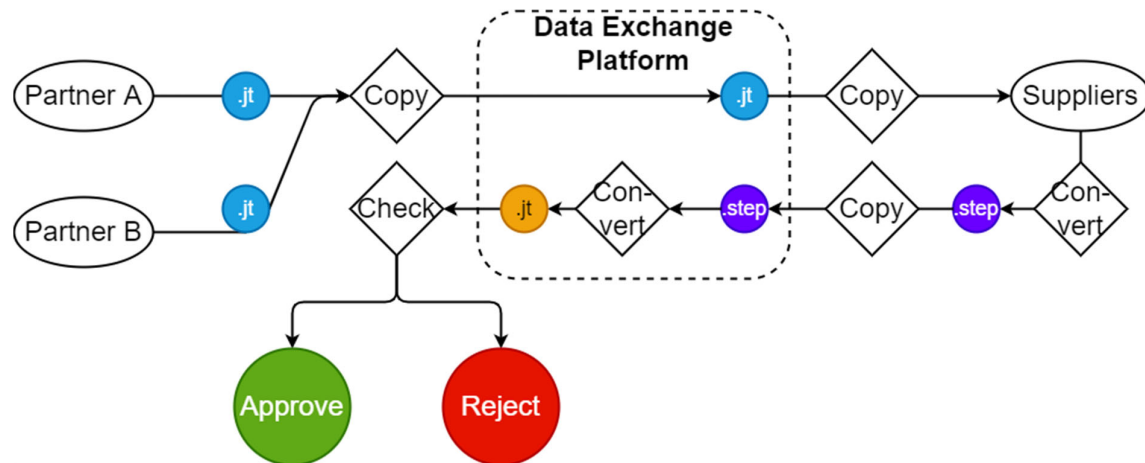 Data Exchange
Platform
Partner A
.jt
Copy
.jt
Copy
Suppliers
Partner B
.jt
Check
.jt
Con-
vert
.step
Copy
.step
Con-
vert
Approve
Reject